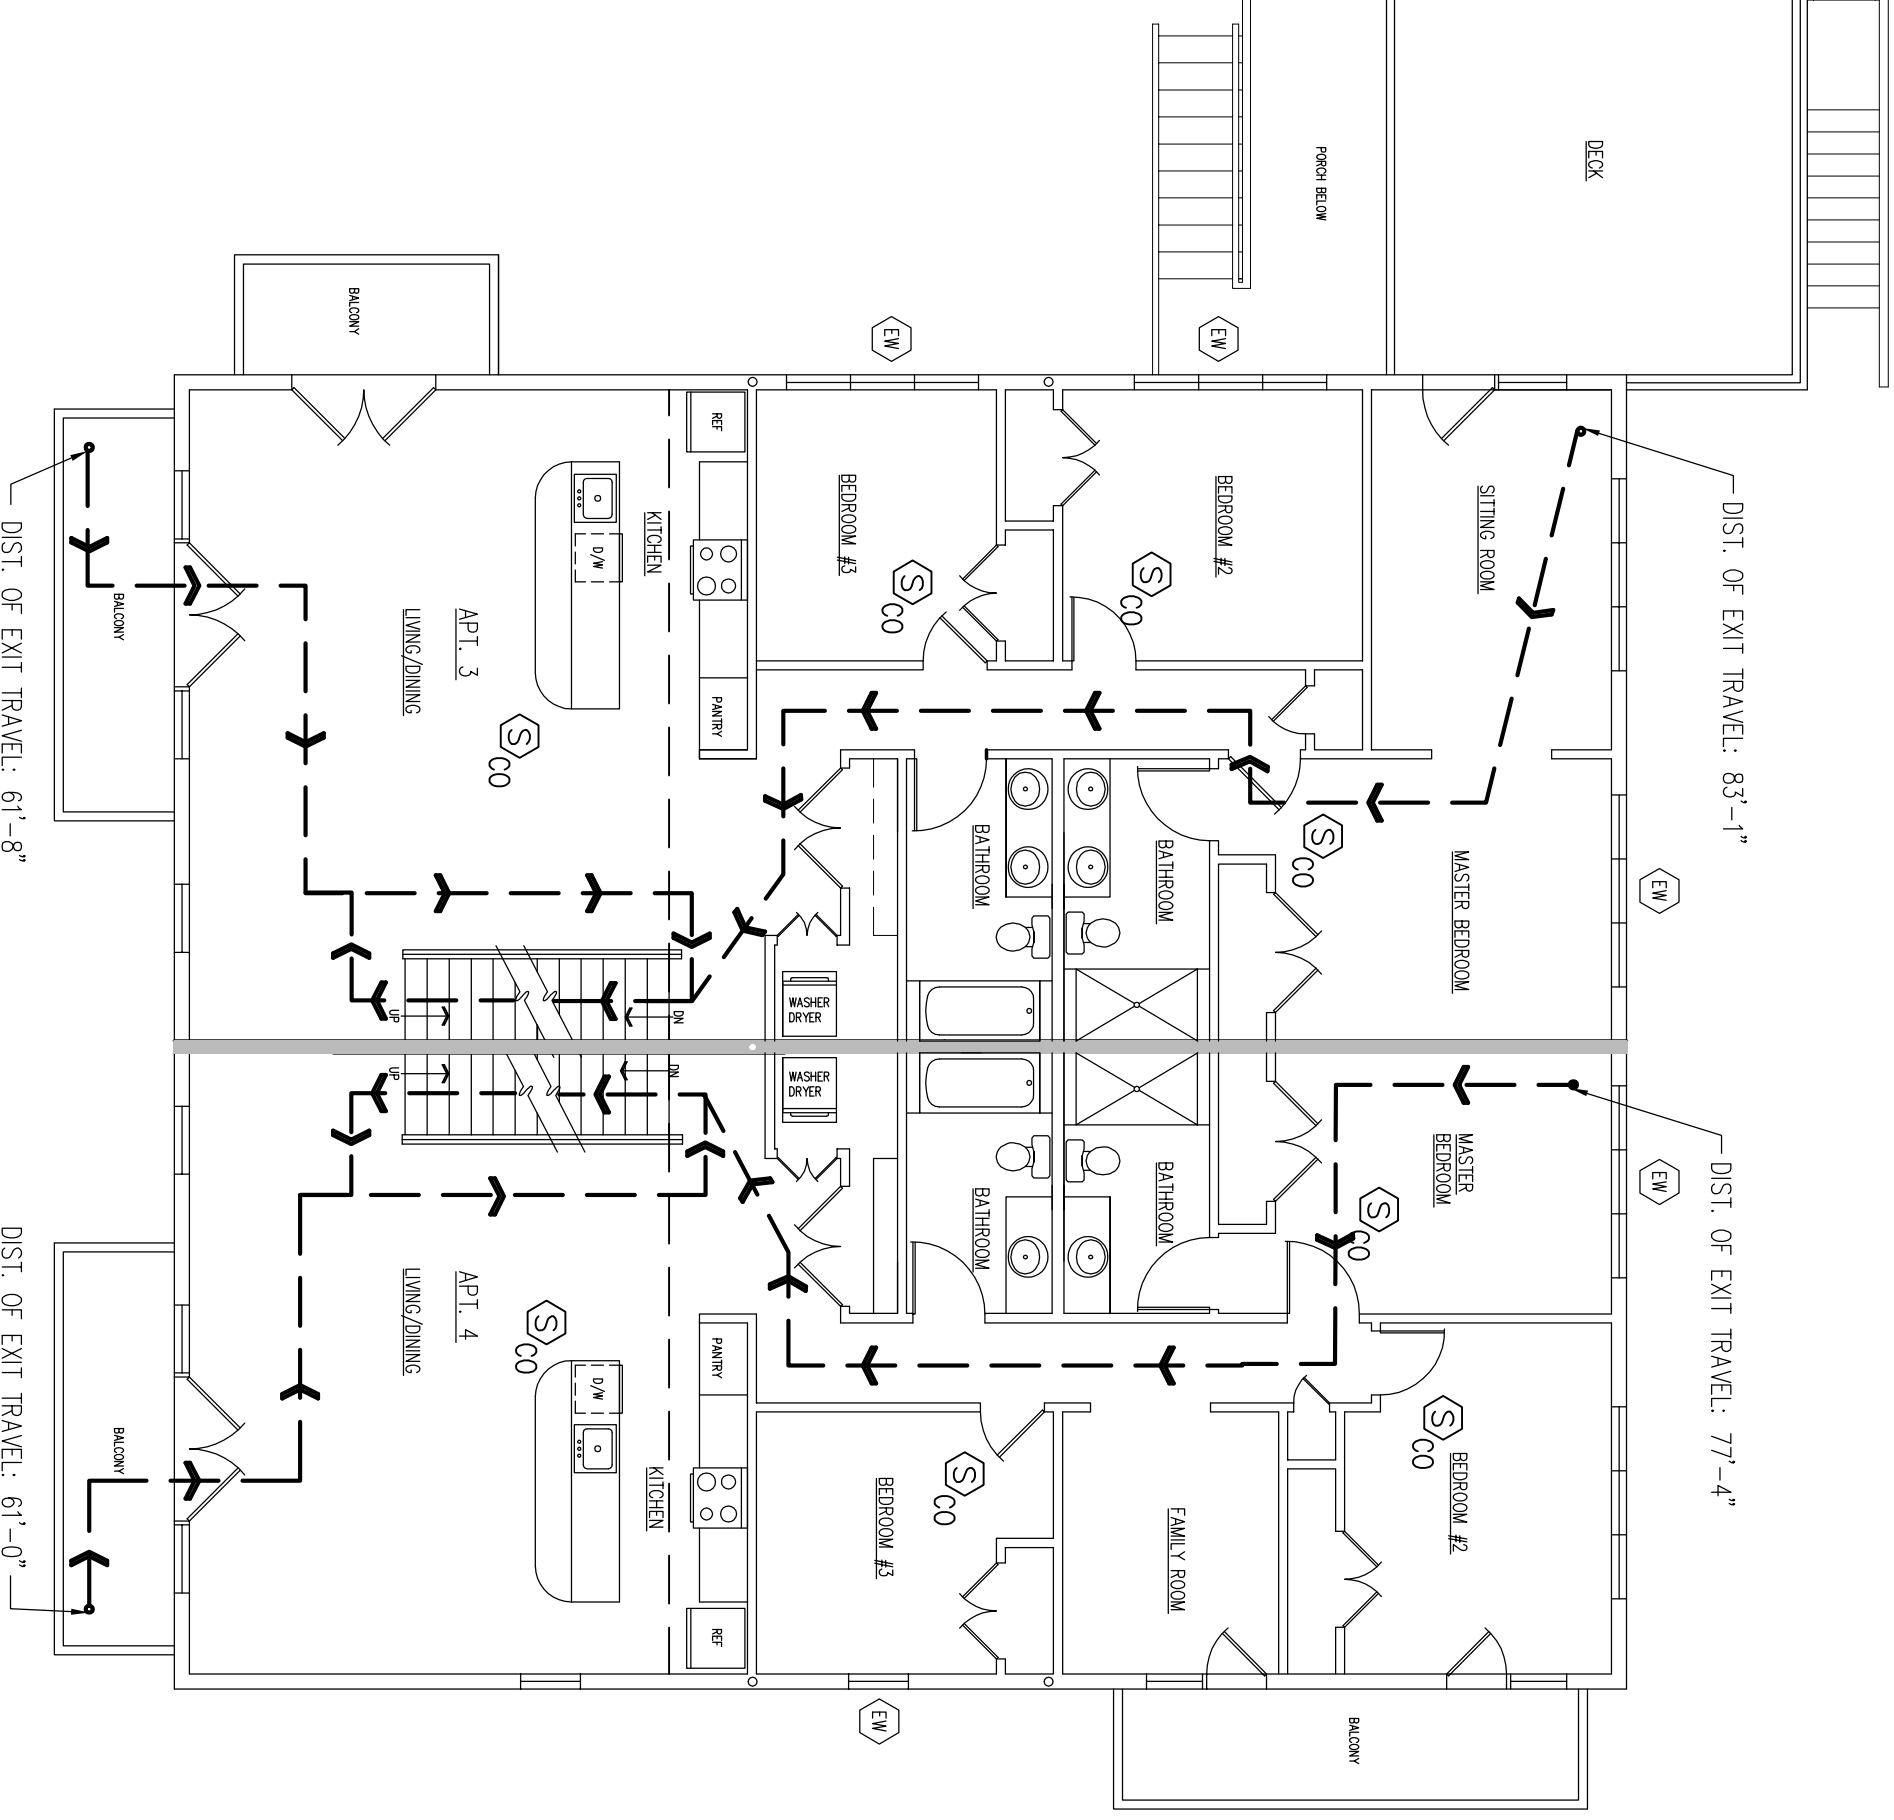 DECK
PORCH BELOW
BALCONY
EW
EW
DIST. OF EXIT TRAVEL: 83'-1"
SITTING ROOM
BEDROOM #2
S
CO
BEDROOM #3
S
CO
REF
KITCHEN
D/W
PANTRY
APT. 3
LIVING/DINING
S
CO
BALCONY
DIST. OF EXIT TRAVEL: 61'-8"
MASTER BEDROOM
S
CO
EW
BATHROOM
BATHROOM
WASHER
DRYER
DN
UP
WASHER
DRYER
DN
UP
DIST. OF EXIT TRAVEL: 77'-4"
EW
MASTER
BEDROOM
S
CO
BATHROOM
BATHROOM
APT. 4
LIVING/DINING
S
CO
PANTRY
D/W
KITCHEN
REF
BALCONY
DIST. OF EXIT TRAVEL: 61'-0"
BEDROOM #2
S
CO
FAMILY ROOM
BEDROOM #3
S
CO
EW
BALCONY